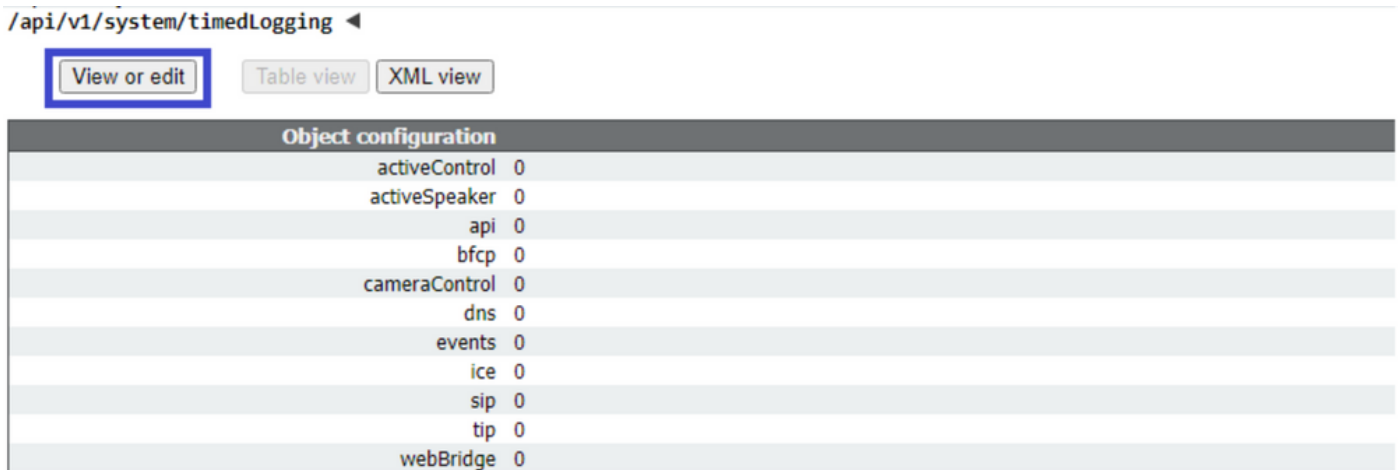 /api/v1/system/timedLogging ◄
View or edit Table view XML view
Object configuration
activeControl 0
activeSpeaker 0
api 0
bfcp 0
cameraControl 0
dns 0
events 0
ice 0
sip 0
tip 0
webBridge 0